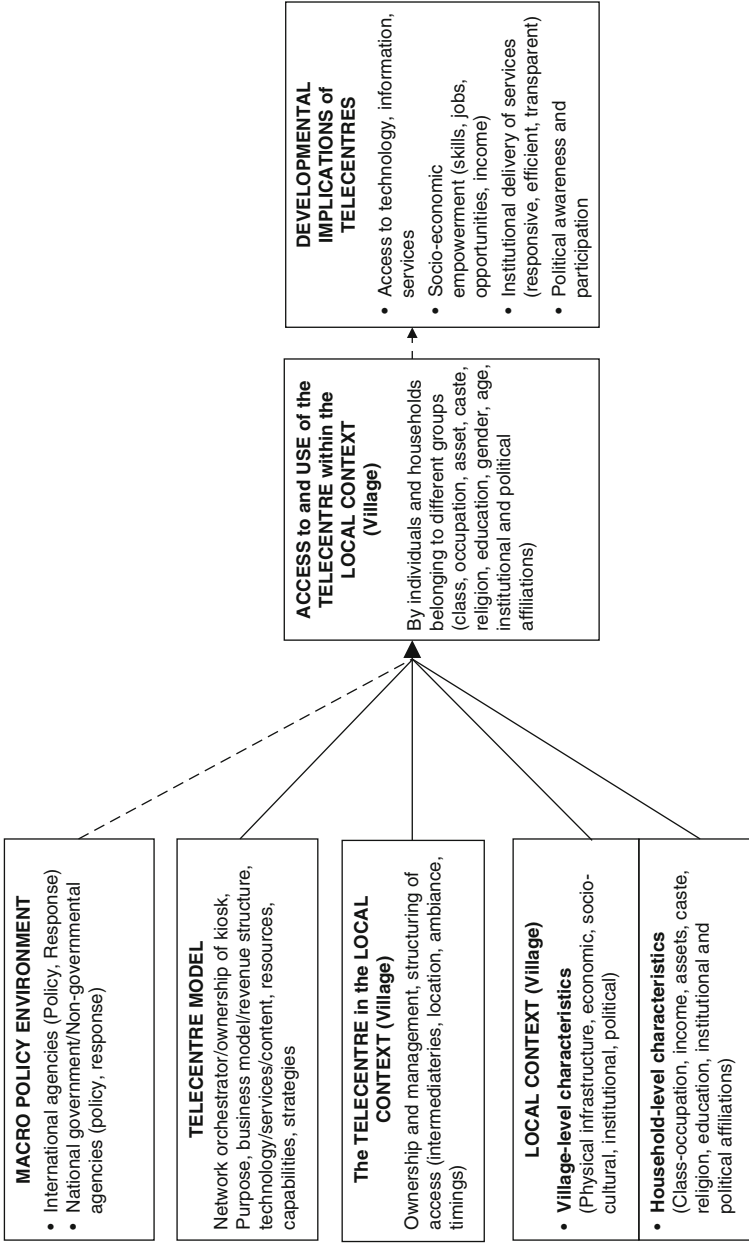 MACRO POLICY ENVIRONMENT
• International agencies (Policy, Response)
• National government/Non-governmental
agencies (policy, response)
TELECENTRE MODEL
Network orchestrator/ownership of kiosk,
Purpose, business model/revenue structure,
technology/services/content, resources,
capabilities, strategies
The TELECENTRE in the LOCAL
CONTEXT (Village)
Ownership and management, structuring of
access (intermediateries, location, ambiance,
timings)
LOCAL CONTEXT (Village)
• Village-level characteristics
(Physical infrastructure, economic, socio-
cultural, institutional, political)
• Household-level characteristics
(Class-occupation, income, assets, caste,
religion, education, institutional and
political affiliations)
ACCESS to and USE of the
TELECENTRE within the
LOCAL CONTEXT
(Village)
By individuals and households
belonging to different groups
(class, occupation, asset, caste,
religion, education, gender, age,
institutional and political
affiliations)
DEVELOPMENTAL
IMPLICATIONS of
TELECENTRES
• Access to technology, information,
services
• Socio-economic
empowerment (skills, jobs,
opportunities, income)
• Institutional delivery of services
(responsive, efficient, transparent)
• Political awareness and
participation